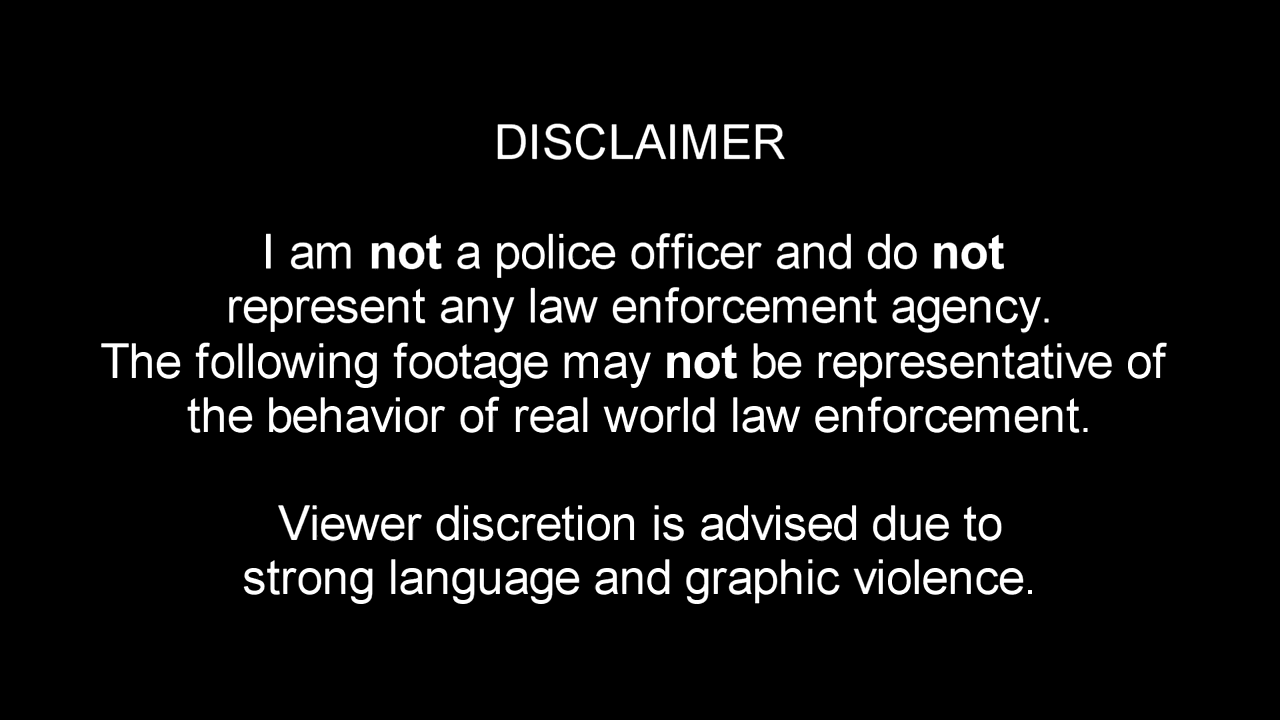 DISCLAIMER
I am not a police officer and do not
represent any law enforcement agency.
The following footage may not be representative of
the behavior of real world law enforcement.
Viewer discretion is advised due to
strong language and graphic violence.